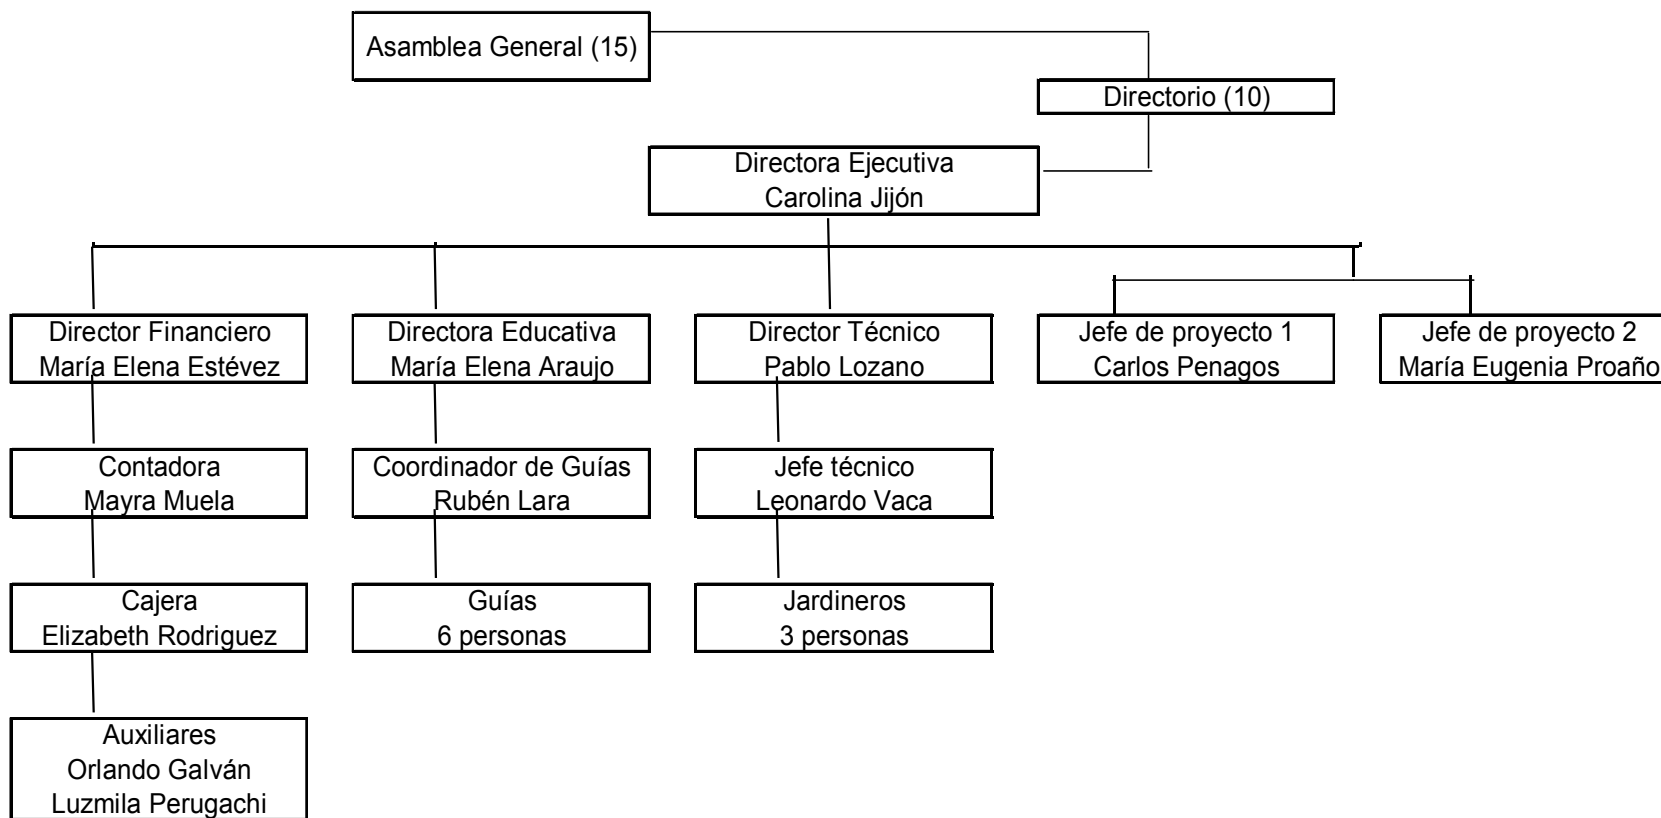 Asamblea General (15)
Directorio (10)
Directora Ejecutiva
Carolina Jijón
Director Financiero
María Elena Estévez
Directora Educativa
María Elena Araujo
Director Técnico
Pablo Lozano
Jefe de proyecto 1
Carlos Penagos
Jefe de proyecto 2
María Eugenia Proaño
Contadora
Mayra Muela
Coordinador de Guías
Rubén Lara
Jefe técnico
Leonardo Vaca
Cajera
Elizabeth Rodriguez
Guías
6 personas
Jardineros
3 personas
Auxiliares
Orlando Galván
Luzmila Perugachi